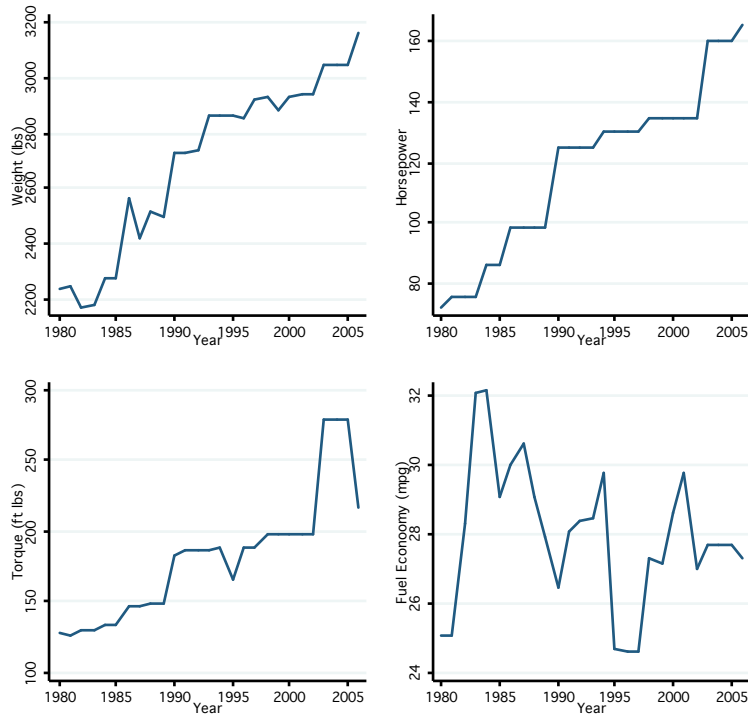 Weight (lbs)
2200 2400 2600 2800 3000 3200
1980 1985 1990 1995 2000 2005
Year
Horsepower
80 100 120 140 160
1980 1985 1990 1995 2000 2005
Year
Torque (ft lbs)
100 150 200 250 300
1980 1985 1990 1995 2000 2005
Year
Fuel Econoomy (mpg)
24 26 28 30 32
1980 1985 1990 1995 2000 2005
Year